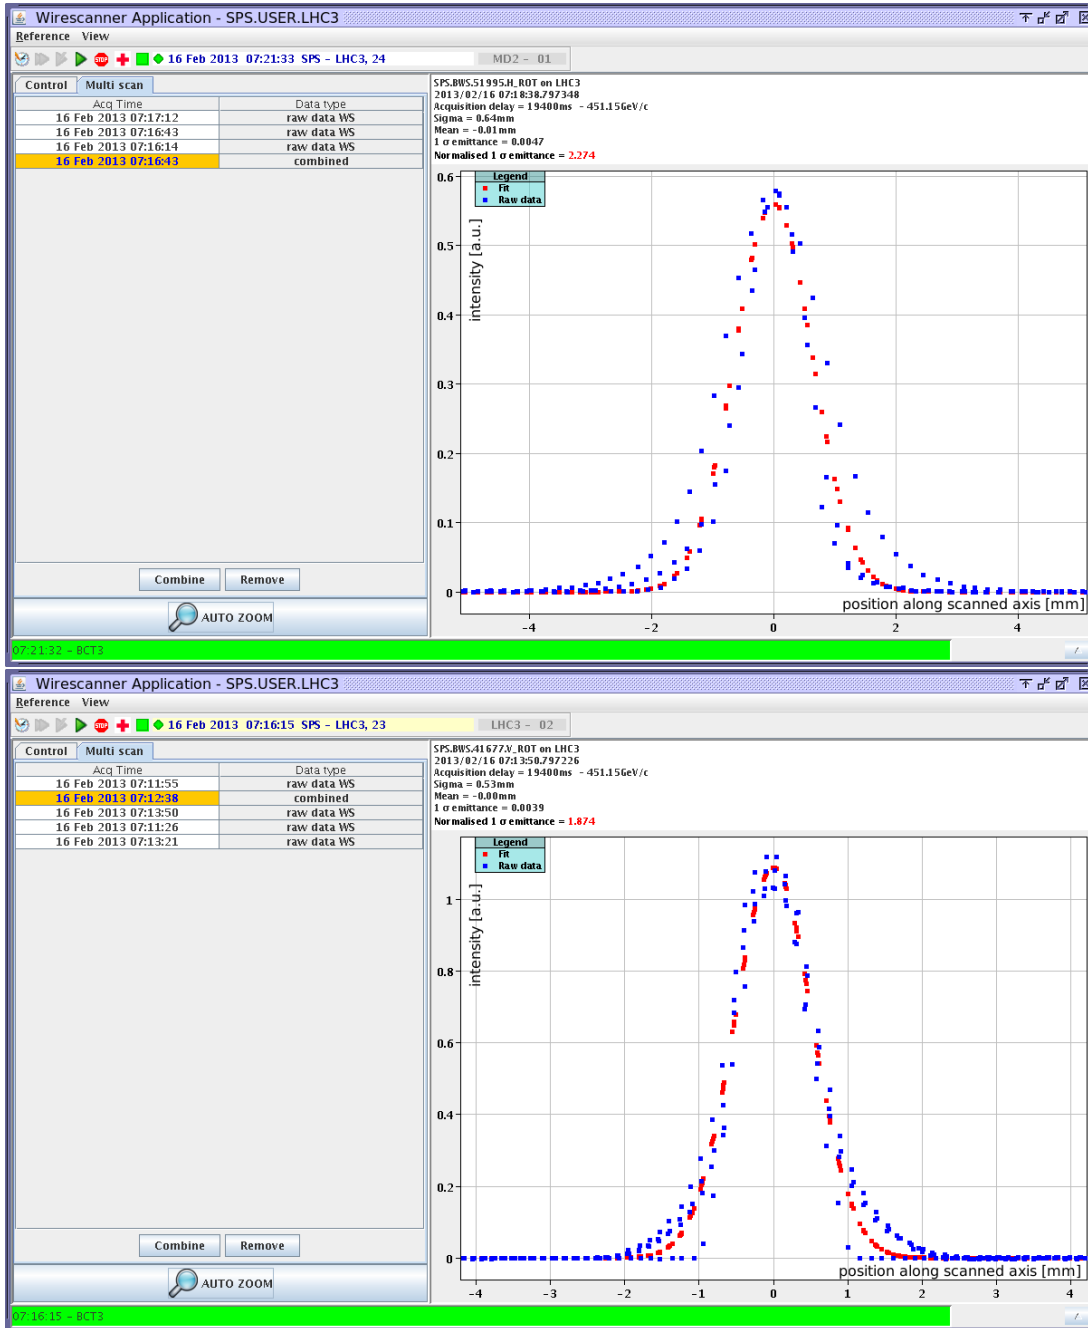 Wirescanner Application - SPS.USER.LHC3
Reference View
STOP 16 Feb 2013 07:21:33 SPS - LHC3, 24 MD2 - 01
Control Multi scan
Acq Time Data type
16 Feb 2013 07:17:12 raw data WS
16 Feb 2013 07:16:43 raw data WS
16 Feb 2013 07:16:14 raw data WS
16 Feb 2013 07:16:43 combined
Combine Remove
AUTO ZOOM
SPS.BWS.51995.H_ROT on LHC3
2013/02/16 07:18:38.797348
Acquisition delay = 19400ms - 451.15GeV/c
Sigma = 0.64mm
Mean = -0.01mm
1 σ emittance = 0.0047
Normalised 1 σ emittance = 2.274
Legend
Fit
Raw data
intensity [a.u.]
0.6
0.5
0.4
0.3
0.2
0.1
0
position along scanned axis [mm]
-4 -2 0 2 4
07:21:32 - BCT3
Wirescanner Application - SPS.USER.LHC3
Reference View
STOP 16 Feb 2013 07:16:15 SPS - LHC3, 23 LHC3 - 02
Control Multi scan
Acq Time Data type
16 Feb 2013 07:11:55 raw data WS
16 Feb 2013 07:12:38 combined
16 Feb 2013 07:13:50 raw data WS
16 Feb 2013 07:11:26 raw data WS
16 Feb 2013 07:13:21 raw data WS
Combine Remove
AUTO ZOOM
SPS.BWS.41677.V_ROT on LHC3
2013/02/16 07:13:50.797226
Acquisition delay = 19400ms - 451.15GeV/c
Sigma = 0.53mm
Mean = -0.00mm
1 σ emittance = 0.0039
Normalised 1 σ emittance = 1.874
Legend
Fit
Raw data
intensity [a.u.]
1
0.8
0.6
0.4
0.2
0
position along scanned axis [mm]
-4 -3 -2 -1 0 1 2 3 4
07:16:15 - BCT3